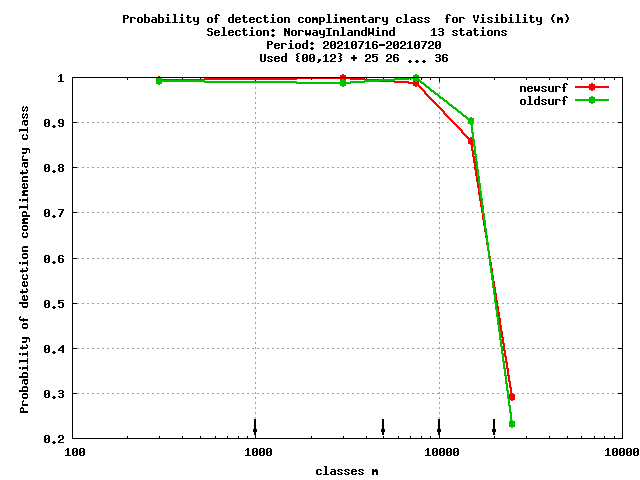 Probability of detection complimentary class for Visibility (m)
Selection: NorwayInlandWind 13 stations
Period: 20210716-20210720
Used {00,12} + 25 26 ... 36
newsurf
oldsurf
Probability of detection complimentary class
1
0.9
0.8
0.7
0.6
0.5
0.4
0.3
0.2
100 1000 10000 10000
classes m